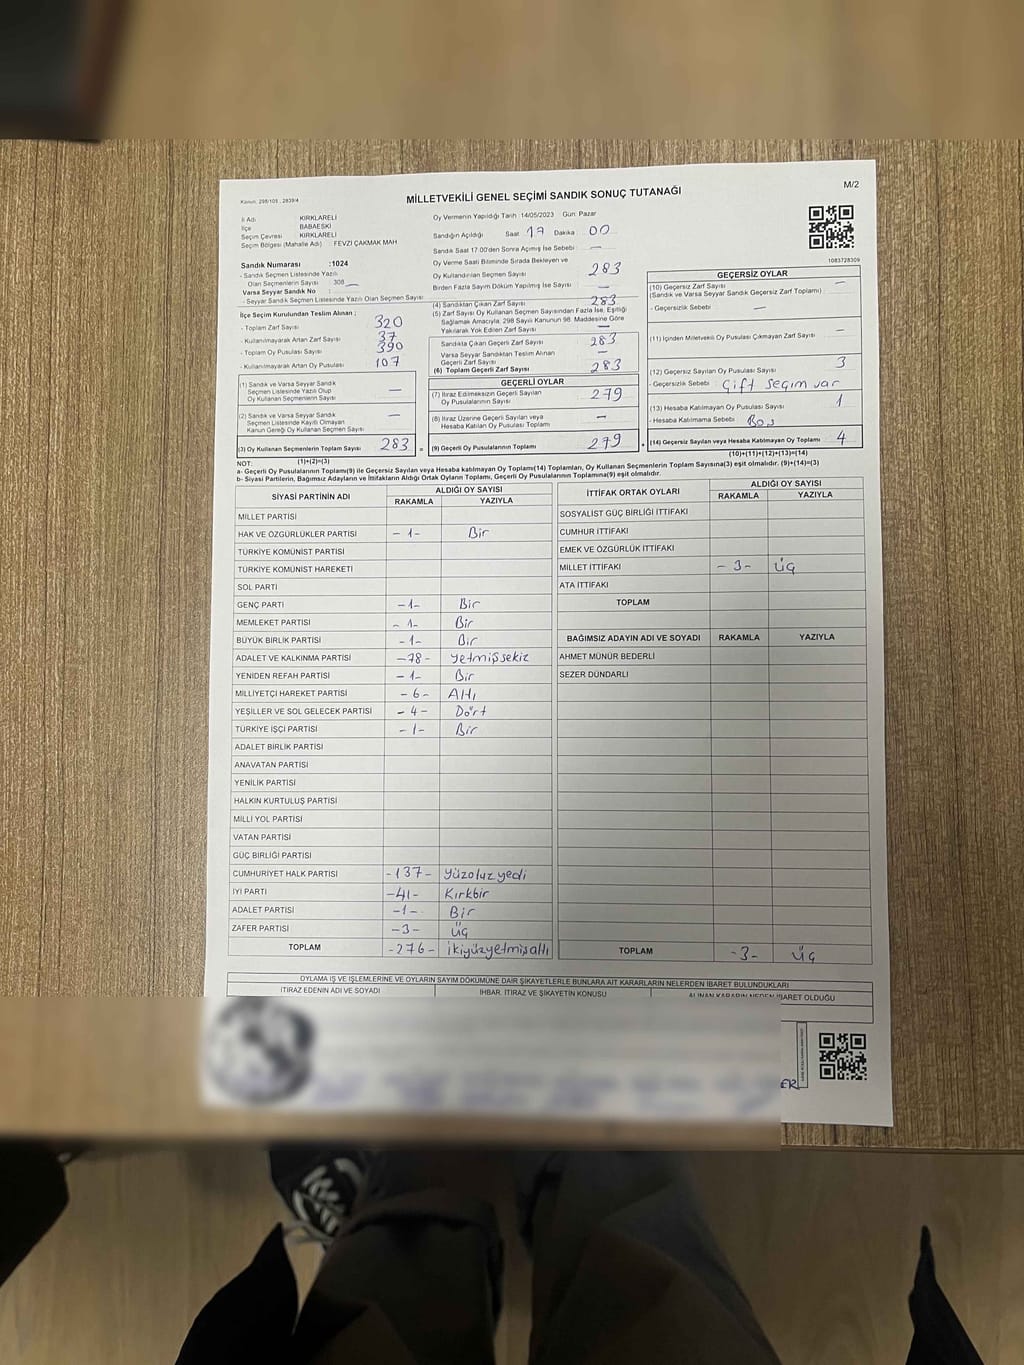 Kanun; 298/105 , 2839/4
MİLLETVEKİLİ GENEL SEÇİMİ SANDIK SONUÇ TUTANAĞI
M/2
İl Adı KIRKLARELİ
İlçe BABAESKİ
Seçim Çevresi KIRKLARELİ
Seçim Bölgesi (Mahalle Adı) FEVZİ ÇAKMAK MAH
Sandık Numarası :1024
- Sandık Seçmen Listesinde Yazılı
Olan Seçmenlerin Sayısı 308
Varsa Seyyar Sandık No :
- Seyyar Sandık Seçmen Listesinde Yazılı Olan Seçmen Sayısı
İlçe Seçim Kurulundan Teslim Alınan ;
- Toplam Zarf Sayısı 320
- Kullanılmayarak Artan Zarf Sayısı 37
- Toplam Oy Pusulası Sayısı 390
- Kullanılmayarak Artan Oy Pusulası 107
(1) Sandık ve Varsa Seyyar Sandık
Seçmen Listesinde Yazılı Olup
Oy Kullanan Seçmenlerin Sayısı —
(2) Sandık ve Varsa Seyyar Sandık
Seçmen Listesinde Kayıtlı Olmayan
Kanun Gereği Oy Kullanan Seçmen Sayısı —
(3) Oy Kullanan Seçmenlerin Toplam Sayısı 283 =
(1)+(2)=(3)
Oy Vermenin Yapıldığı Tarih :14/05/2023 Gün: Pazar
Sandığın Açıldığı Saat 17 Dakika 00
Sandık Saat 17:00'den Sonra Açılmış İse Sebebi —
Oy Verme Saati Bitiminde Sırada Bekleyen ve
Oy Kullandırılan Seçmen Sayısı 283
Birden Fazla Sayım Döküm Yapılmış İse Sayısı —
(4) Sandıktan Çıkan Zarf Sayısı 283
(5) Zarf Sayısı Oy Kullanan Seçmen Sayısından Fazla İse, Eşitliği
Sağlamak Amacıyla, 298 Sayılı Kanunun 98. Maddesine Göre
Yakılarak Yok Edilen Zarf Sayısı —
Sandıkta Çıkan Geçerli Zarf Sayısı 283
Varsa Seyyar Sandıktan Teslim Alınan
Geçerli Zarf Sayısı —
(6) Toplam Geçerli Zarf Sayısı 283
GEÇERLİ OYLAR
(7) İtiraz Edilmeksizin Geçerli Sayılan
Oy Pusulalarının Sayısı 279
(8) İtiraz Üzerine Geçerli Sayılan veya
Hesaba Katılan Oy Pusulası Toplamı —
(9) Geçerli Oy Pusulalarının Toplamı 279 +
1083728309
GEÇERSİZ OYLAR
(10) Geçersiz Zarf Sayısı —
(Sandık ve Varsa Seyyar Sandık Geçersiz Zarf Toplamı)
- Geçersizlik Sebebi —
(11) İçinden Milletvekili Oy Pusulası Çıkmayan Zarf Sayısı —
(12) Geçersiz Sayılan Oy Pusulası Sayısı 3
- Geçersizlik Sebebi Çift seçim var
(13) Hesaba Katılmayan Oy Pusulası Sayısı 1
- Hesaba Katılmama Sebebi Boş
(14) Geçersiz Sayılan veya Hesaba Katılmayan Oy Toplamı 4
(10)+(11)+(12)+(13)=(14)
NOT:
a- Geçerli Oy Pusulalarının Toplamı(9) ile Geçersiz Sayılan veya Hesaba katılmayan Oy Toplamı(14) Toplamları, Oy Kullanan Seçmenlerin Toplam Sayısına(3) eşit olmalıdır. (9)+(14)=(3)
b- Siyasi Partilerin, Bağımsız Adayların ve İttifakların Aldığı Ortak Oyların Toplamı, Geçerli Oy Pusulalarının Toplamına(9) eşit olmalıdır.
SİYASİ PARTİNİN ADI ALDIĞI OY SAYISI
RAKAMLA YAZIYLA
MİLLET PARTİSİ
HAK VE ÖZGÜRLÜKLER PARTİSİ -1- Bir
TÜRKİYE KOMÜNİST PARTİSİ
TÜRKİYE KOMÜNİST HAREKETİ
SOL PARTİ
GENÇ PARTİ -1- Bir
MEMLEKET PARTİSİ -1- Bir
BÜYÜK BİRLİK PARTİSİ -1- Bir
ADALET VE KALKINMA PARTİSİ -78- yetmişsekiz
YENİDEN REFAH PARTİSİ -1- Bir
MİLLİYETÇİ HAREKET PARTİSİ -6- Altı
YEŞİLLER VE SOL GELECEK PARTİSİ -4- Dört
TÜRKİYE İŞÇİ PARTİSİ -1- Bir
ADALET BİRLİK PARTİSİ
ANAVATAN PARTİSİ
YENİLİK PARTİSİ
HALKIN KURTULUŞ PARTİSİ
MİLLİ YOL PARTİSİ
VATAN PARTİSİ
GÜÇ BİRLİĞİ PARTİSİ
CUMHURİYET HALK PARTİSİ -137- yüzotuzyedi
İYİ PARTİ -41- Kırkbir
ADALET PARTİSİ -1- Bir
ZAFER PARTİSİ -3- üç
TOPLAM -276- ikiyüzyetmişaltı
İTTİFAK ORTAK OYLARI ALDIĞI OY SAYISI
RAKAMLA YAZIYLA
SOSYALİST GÜÇ BİRLİĞİ İTTİFAKI
CUMHUR İTTİFAKI
EMEK VE ÖZGÜRLÜK İTTİFAKI
MİLLET İTTİFAKI -3- üç
ATA İTTİFAKI
TOPLAM
BAĞIMSIZ ADAYIN ADI VE SOYADI RAKAMLA YAZIYLA
AHMET MÜNÜR BEDERLİ
SEZER DÜNDARLI
TOPLAM -3- üç
OYLAMA İŞ VE İŞLEMLERİNE VE OYLARIN SAYIM DÖKÜMÜNE DAİR ŞİKAYETLERLE BUNLARA AİT KARARLARIN NELERDEN İBARET BULUNDUKLARI
İTİRAZ EDENİN ADI VE SOYADI İHBAR, İTİRAZ VE ŞİKAYETİN KONUSU ALINAN KARARIN NEDEN İBARET OLDUĞU
ER